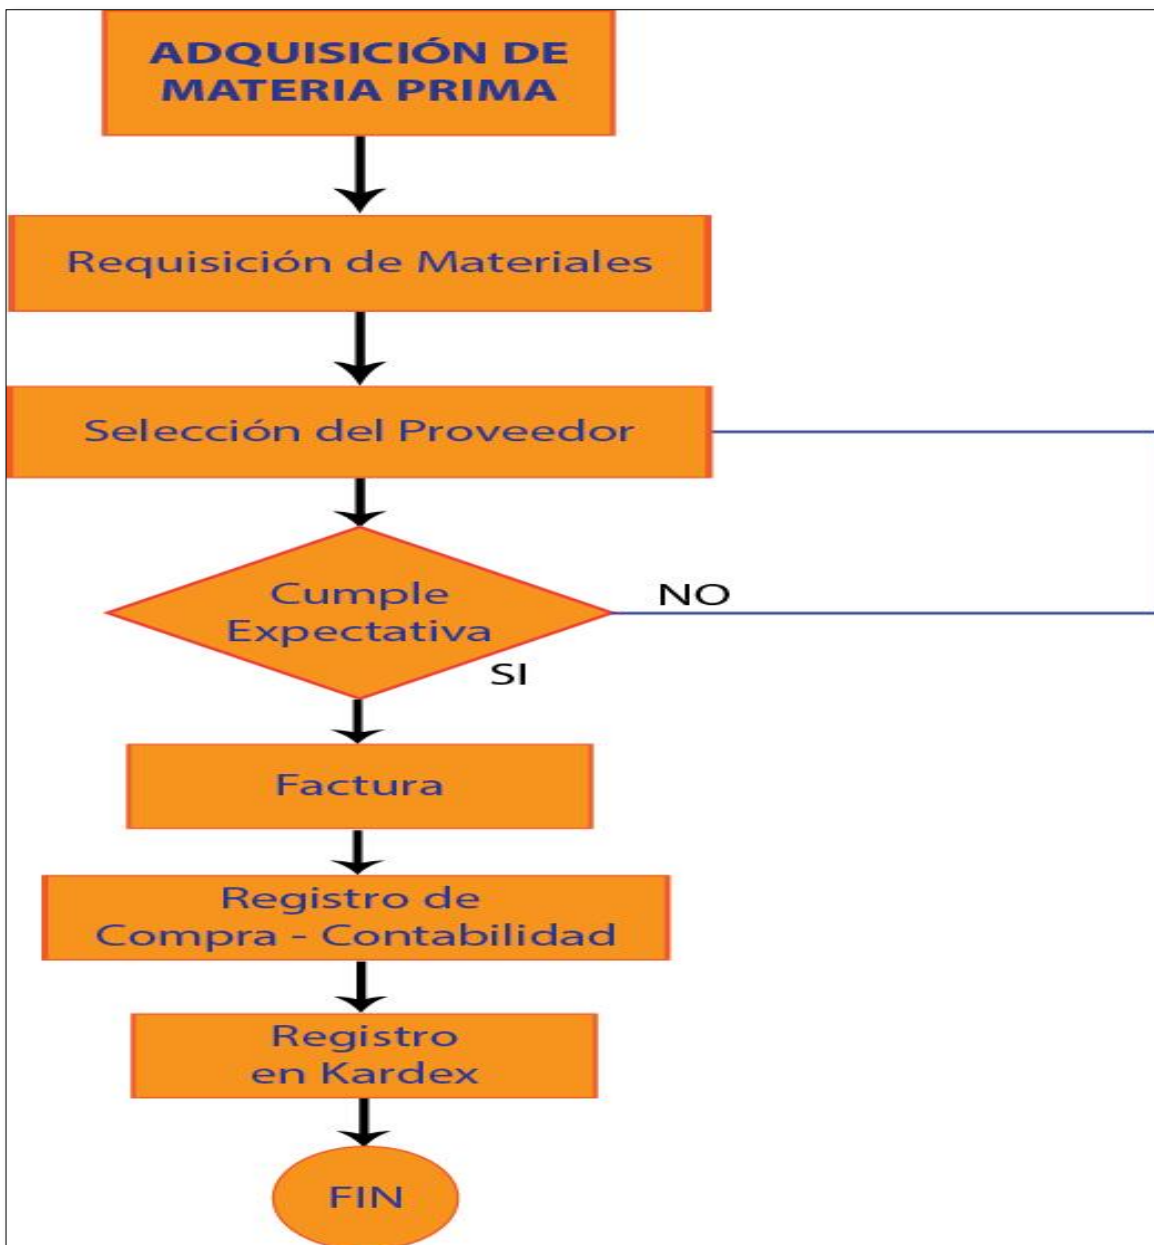 ADQUISICIÓN DE
MATERIA PRIMA
Requisición de Materiales
Selección del Proveedor
Cumple
Expectativa
NO
SI
Factura
Registro de
Compra - Contabilidad
Registro
en Kardex
FIN